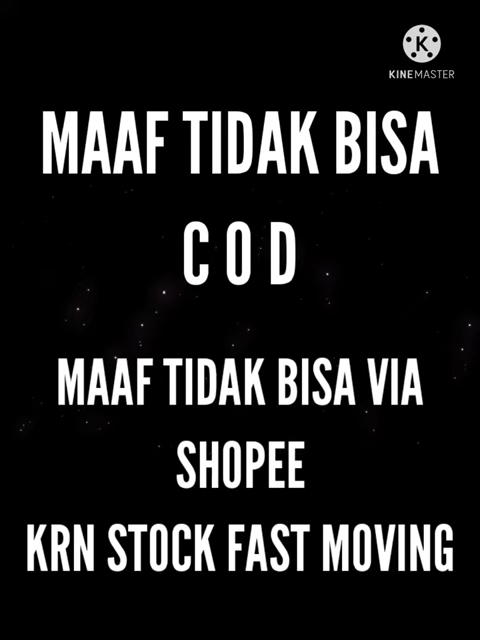 K
KINEMASTER
MAAF TIDAK BISA
C O D
MAAF TIDAK BISA VIA
SHOPEE
KRN STOCK FAST MOVING